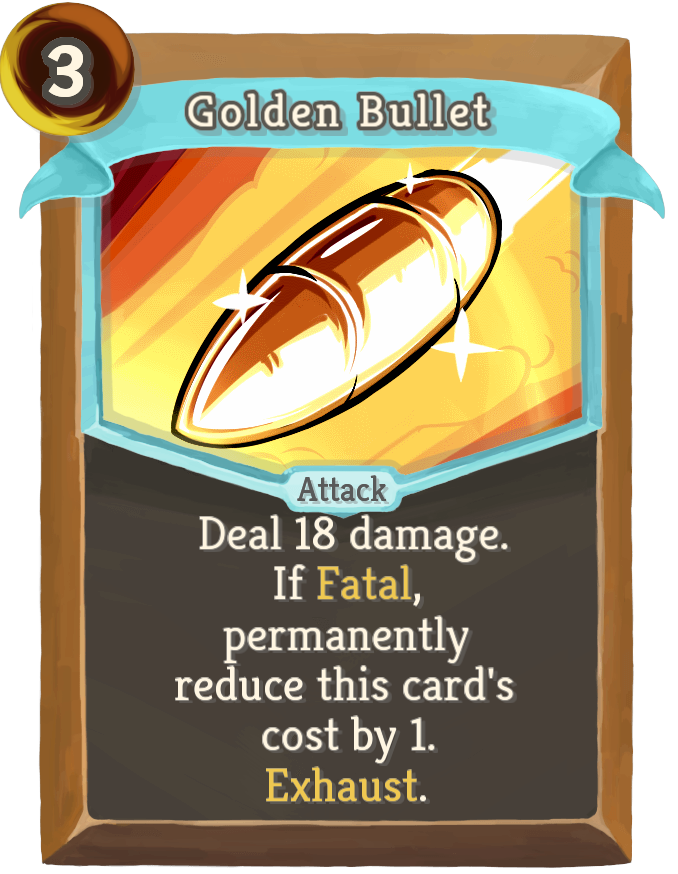 3
Golden Bullet
Attack
Deal 18 damage.
If Fatal,
permanently
reduce this card's
cost by 1.
Exhaust.